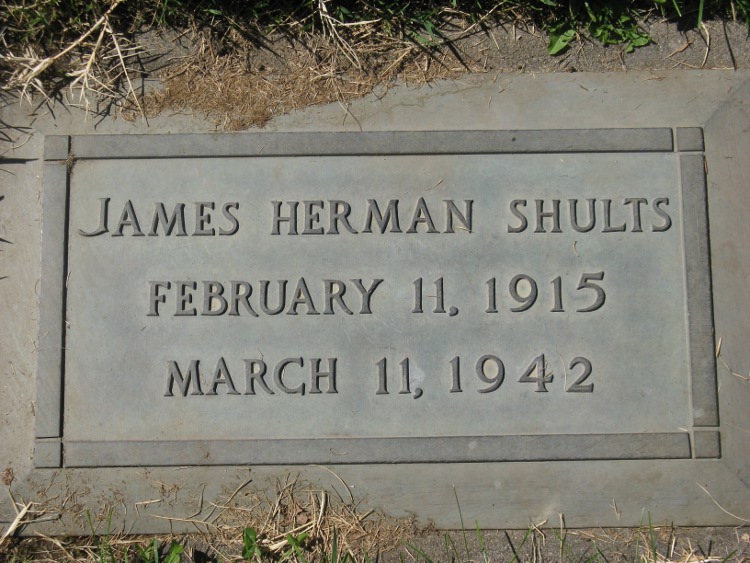 JAMES HERMAN SHULTS
FEBRUARY 11, 1915
MARCH 11, 1942